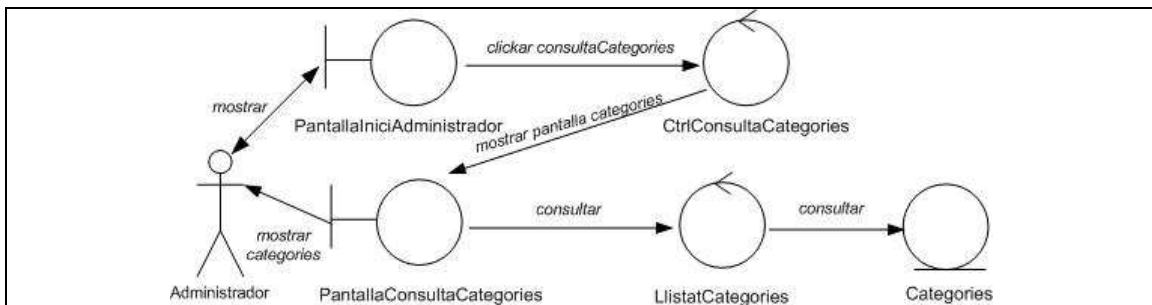 clickar consultaCategories
mostrar
PantallaIniciAdministrador
CtrlConsultaCategories
mostrar pantalla categories
consultar
consultar
mostrar
categories
Administrador
PantallaConsultaCategories
LlistatCategories
Categories